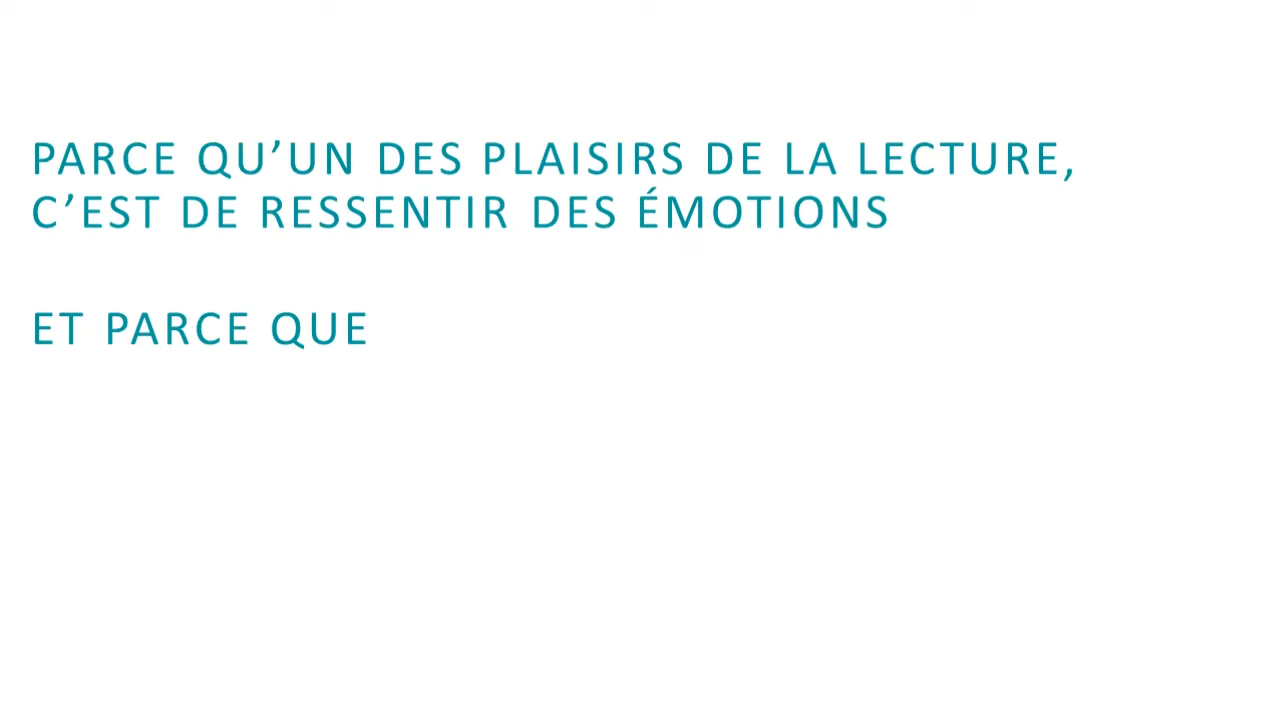 PARCE QU’UN DES PLAISIRS DE LA LECTURE,
C’EST DE RESSENTIR DES ÉMOTIONS
ET PARCE QUE